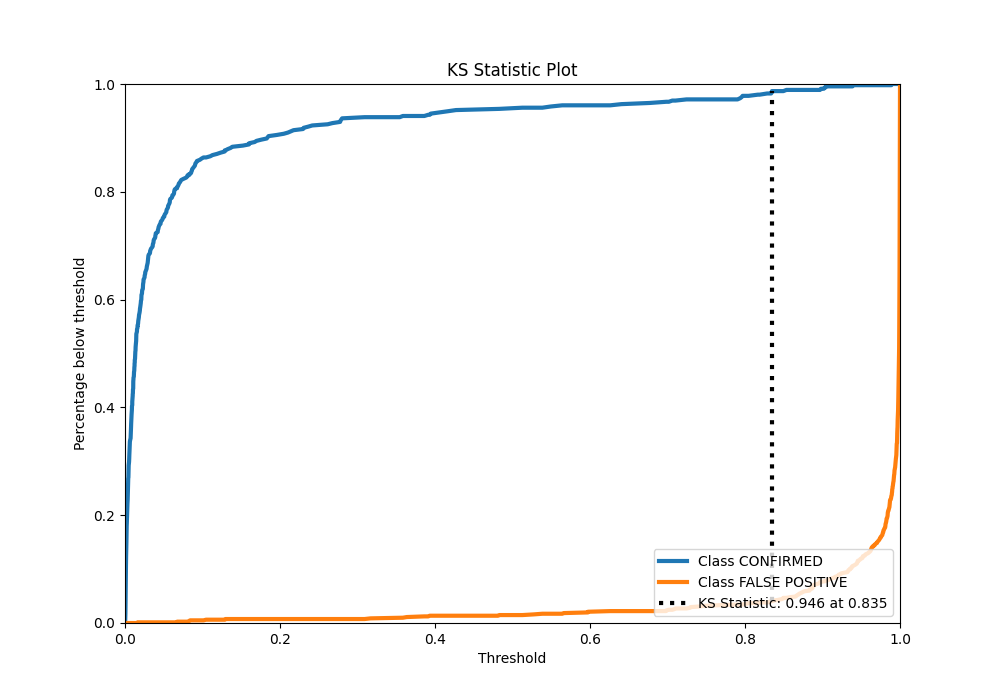 KS Statistic Plot
1.0
0.8
0.6
0.4
0.2
0.0
Percentage below threshold
Class CONFIRMED
Class FALSE POSITIVE
KS Statistic: 0.946 at 0.835
0.0 0.2 0.4 0.6 0.8 1.0
Threshold